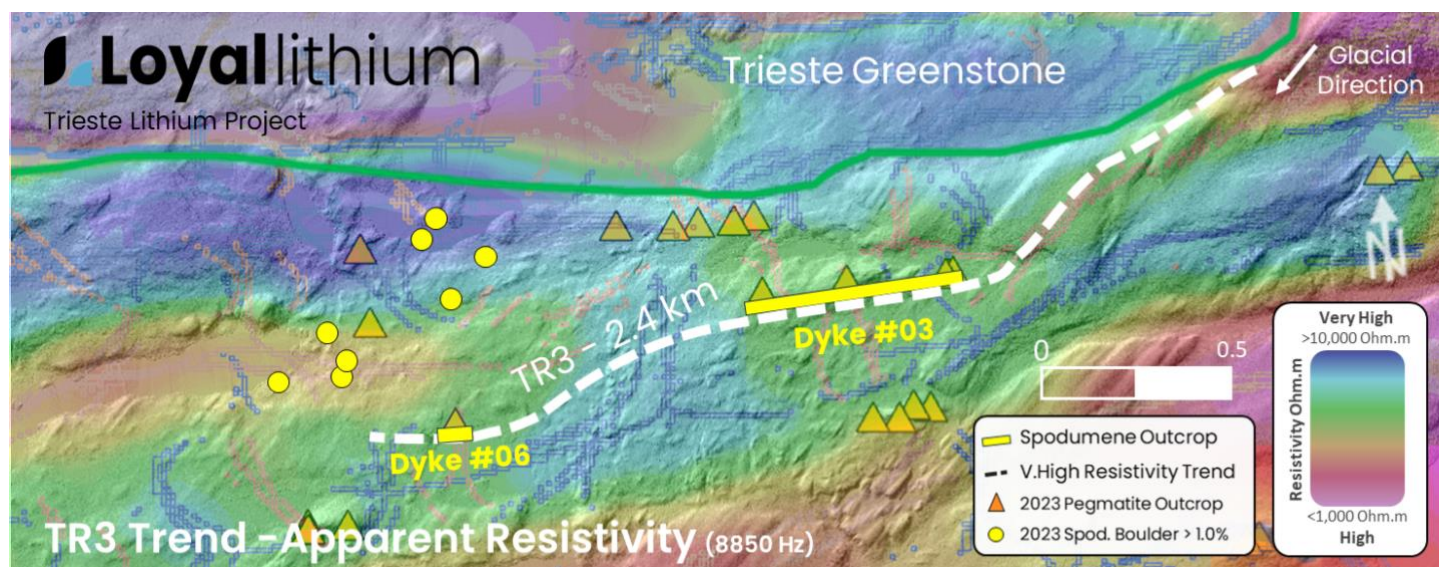 Loyallithium
Trieste Lithium Project
Trieste Greenstone
Glacial
Direction
N
TR3 – 2.4 km
Dyke #03
Dyke #06
0 0.5
Very High
>10,000 Ohm.m
Resistivity Ohm.m
<1,000 Ohm.m
High
Spodumene Outcrop
V.High Resistivity Trend
2023 Pegmatite Outcrop
2023 Spod. Boulder > 1.0%
TR3 Trend –Apparent Resistivity (8850 Hz)